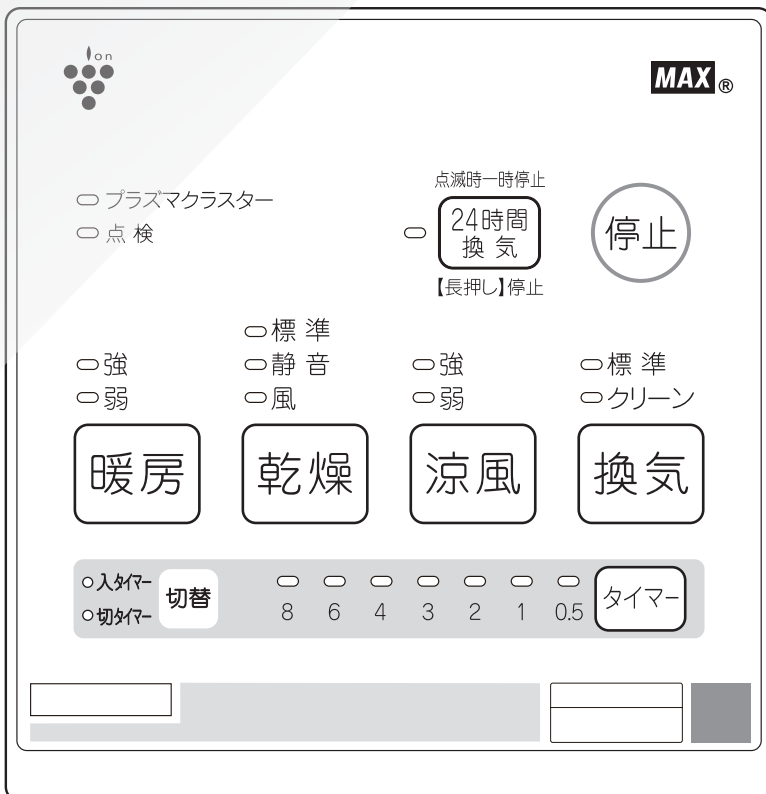 Ion
MAX®
プラズマクラスター
点検
点滅時一時停止
24時間
換気
【長押し】停止
停止
強
弱
暖房
標準
静音
風
乾燥
強
弱
涼風
標準
クリーン
換気
入タイマー
切タイマー
切替
8 6 4 3 2 1 0.5
タイマー